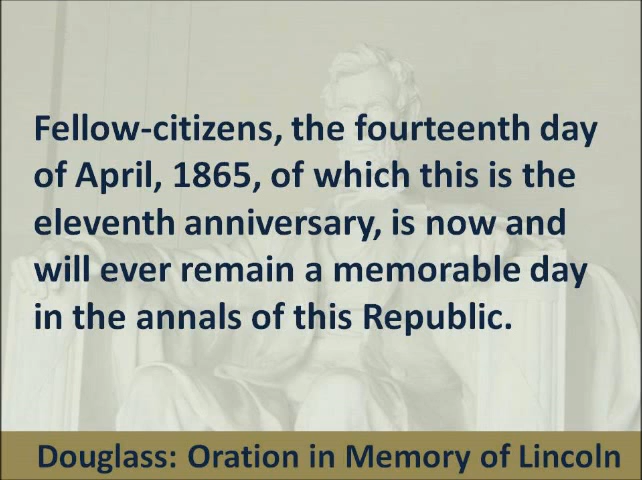 Fellow-citizens, the fourteenth day
of April, 1865, of which this is the
eleventh anniversary, is now and
will ever remain a memorable day
in the annals of this Republic.
Douglass: Oration in Memory of Lincoln